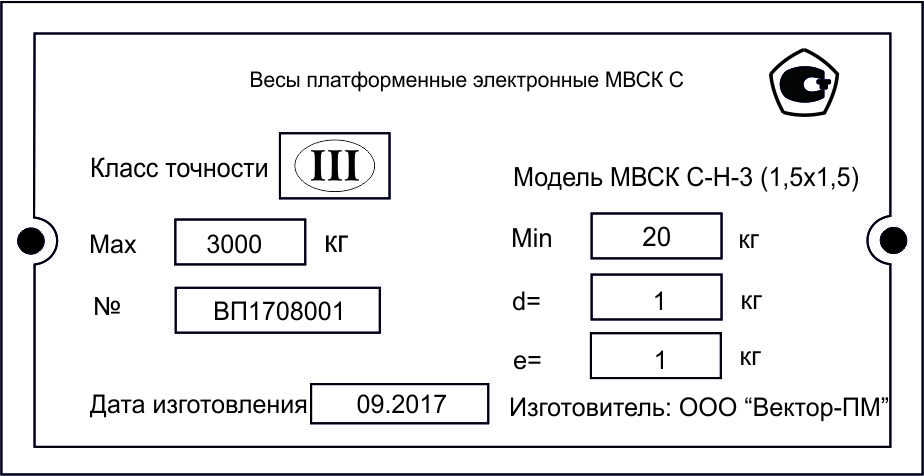 Весы платформенные электронные МВСК С
Класс точности III
Модель МВСК С-Н-3 (1,5х1,5)
Max 3000 кг
Min 20 кг
№ ВП1708001
d= 1 кг
e= 1 кг
Дата изготовления 09.2017
Изготовитель: ООО “Вектор-ПМ”